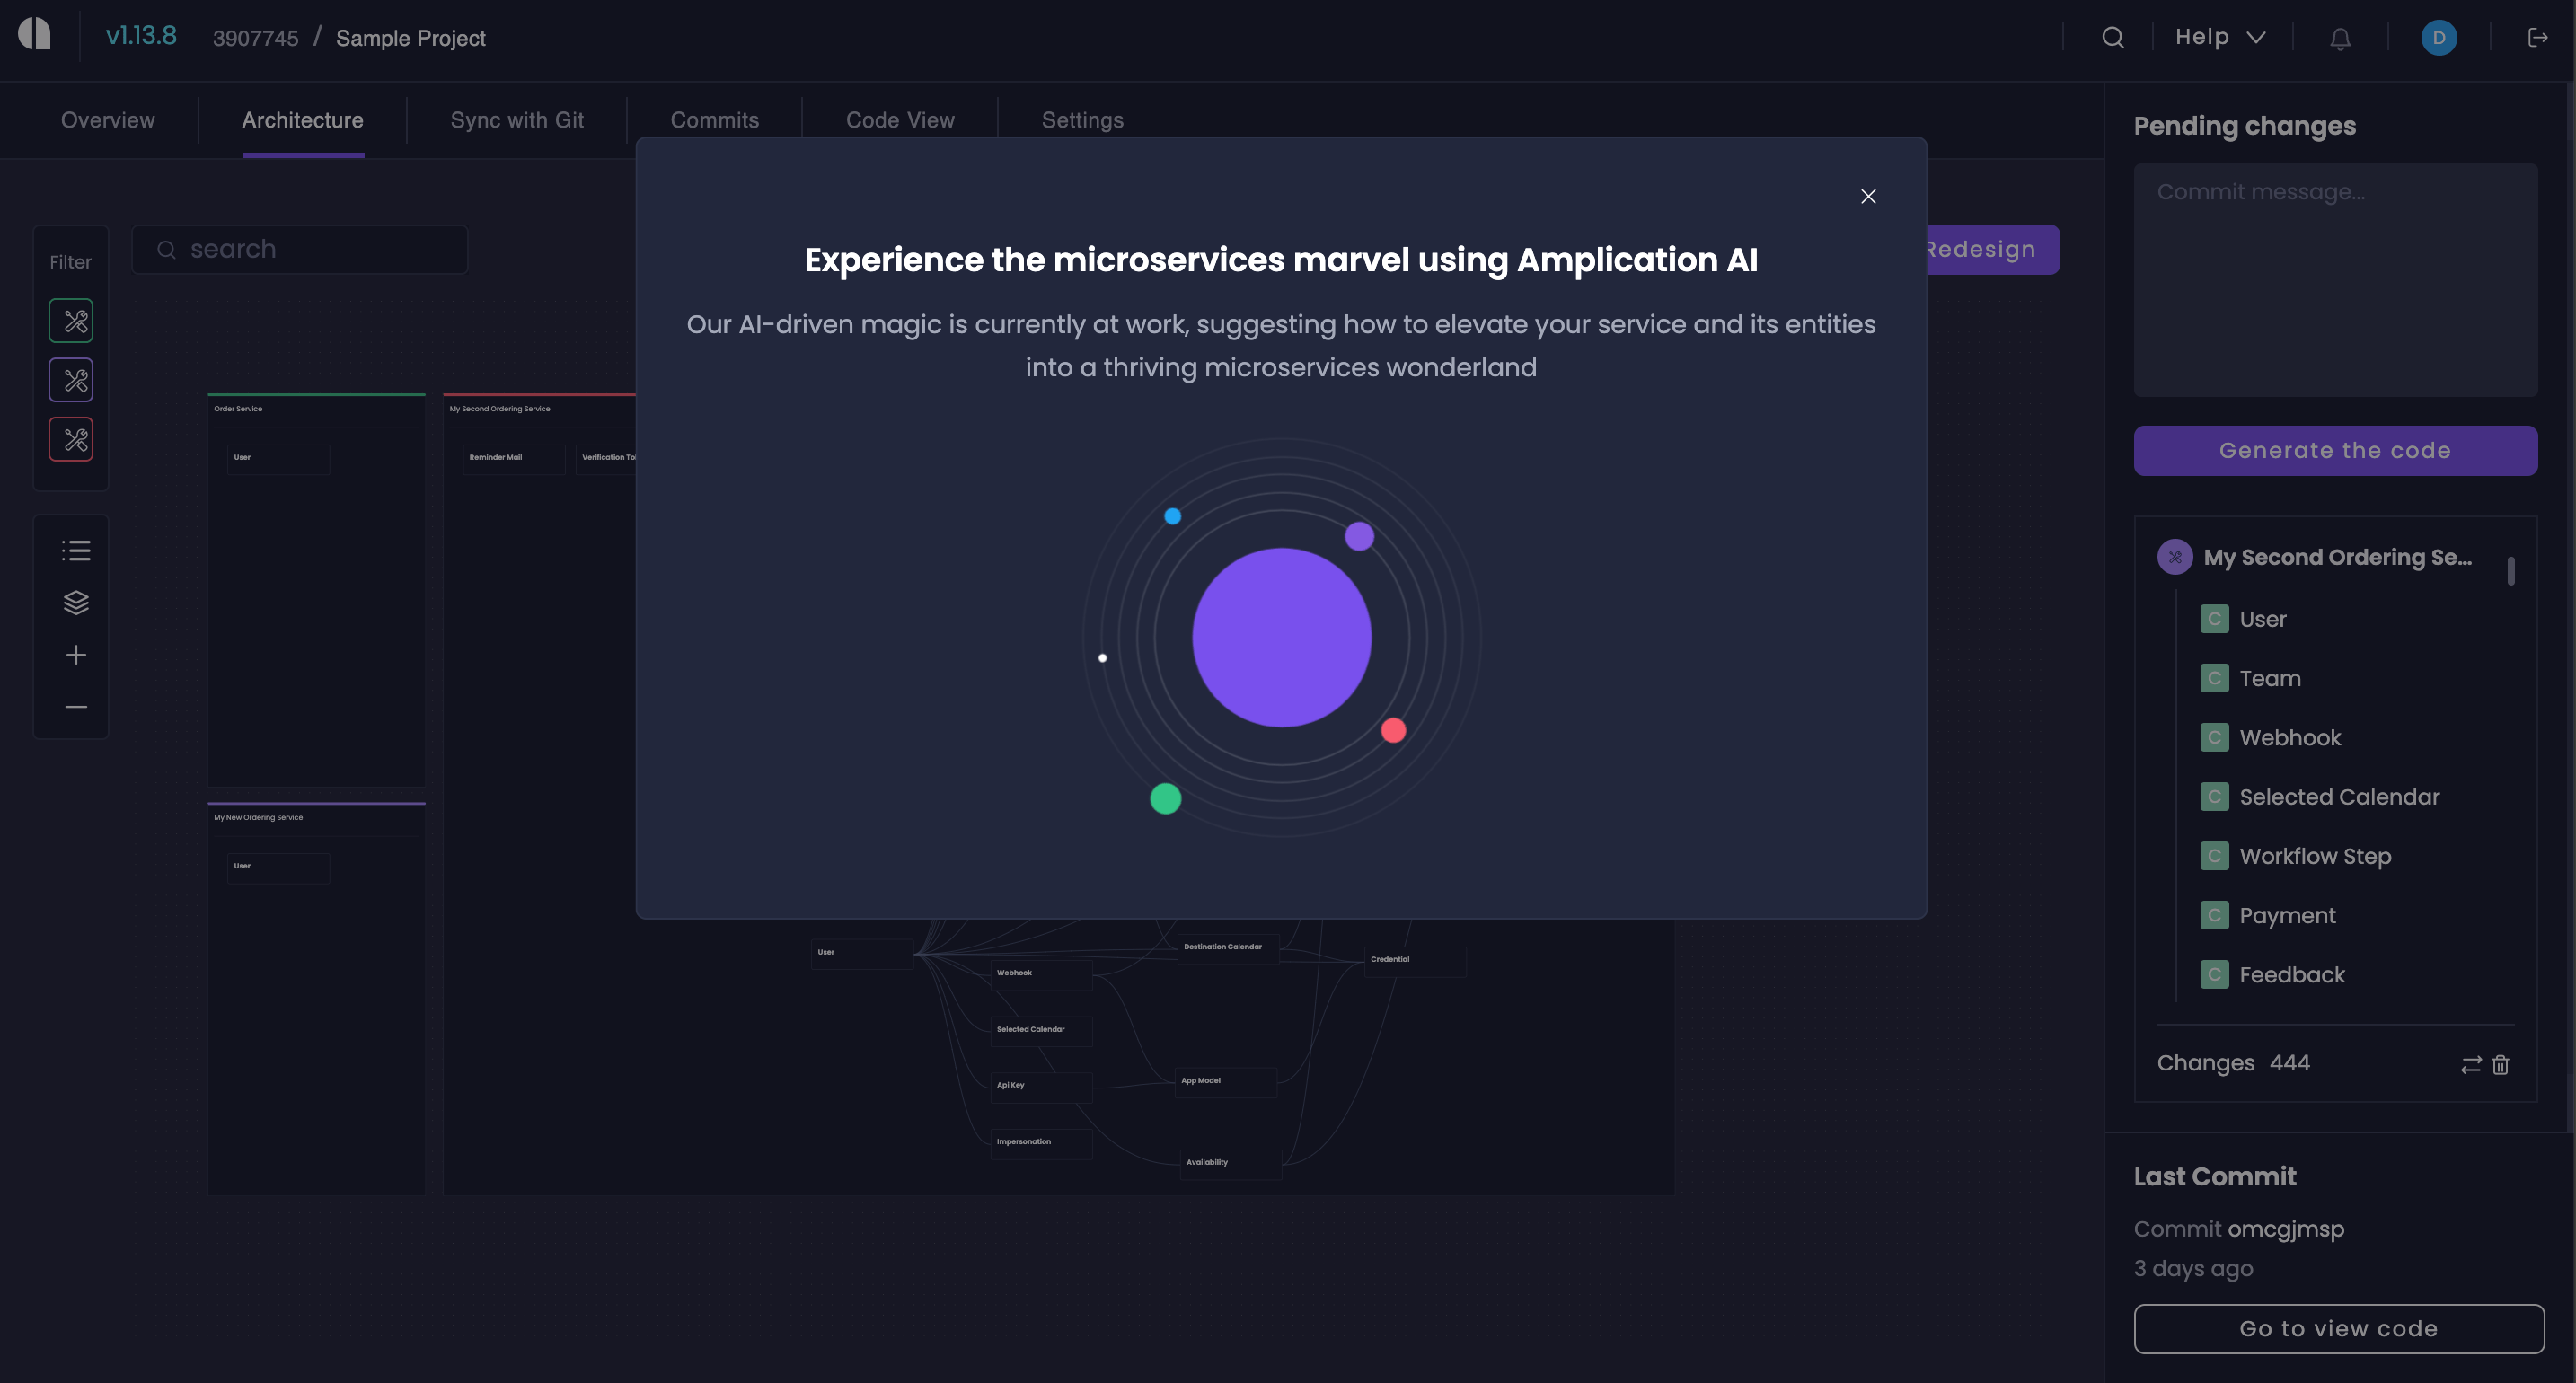 v1.13.8
3907745 / Sample Project
Help
D
Overview
Architecture
Sync with Git
Commits
Code View
Settings
Filter
search
Redesign
Experience the microservices marvel using Amplication AI
Our AI-driven magic is currently at work, suggesting how to elevate your service and its entities
into a thriving microservices wonderland
Order Service
User
My Second Ordering Service
Reminder Mail
Verification
My New Ordering Service
User
User
Webhook
Selected Calendar
Api Key
Impersonation
Destination Calendar
App Model
Availability
Credential
Pending changes
Commit message...
Generate the code
My Second Ordering Se...
C User
C Team
C Webhook
C Selected Calendar
C Workflow Step
C Payment
C Feedback
Changes 444
Last Commit
Commit omcgjmsp
3 days ago
Go to view code